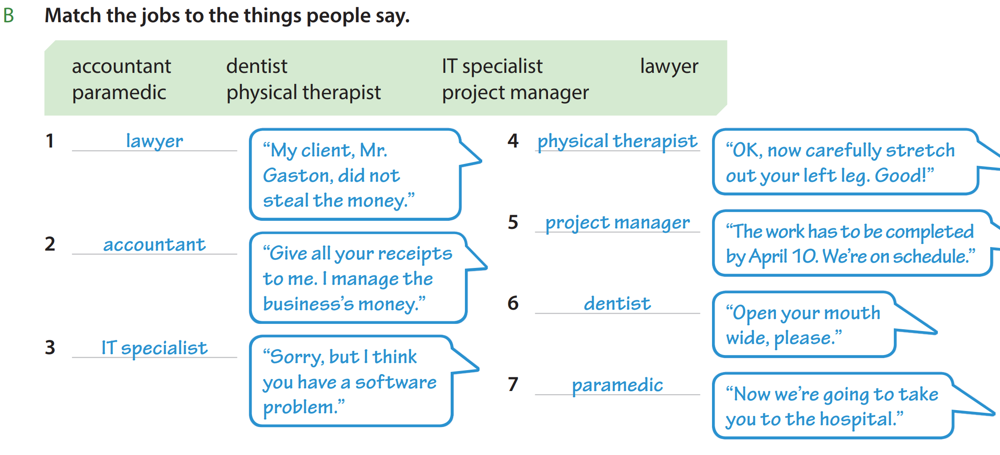 B Match the jobs to the things people say.
accountant dentist IT specialist lawyer
paramedic physical therapist project manager
1 lawyer
“My client, Mr.
Gaston, did not
steal the money.”
2 accountant
“Give all your receipts
to me. I manage the
business’s money.”
3 IT specialist
“Sorry, but I think
you have a software
problem.”
4 physical therapist
“OK, now carefully stretch
out your left leg. Good!”
5 project manager
“The work has to be completed
by April 10. We’re on schedule.”
6 dentist
“Open your mouth
wide, please.”
7 paramedic
“Now we’re going to take
you to the hospital.”